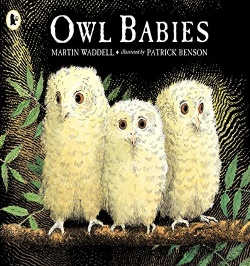 OWL BABIES
MARTIN WADDELL illustrated by PATRICK BENSON